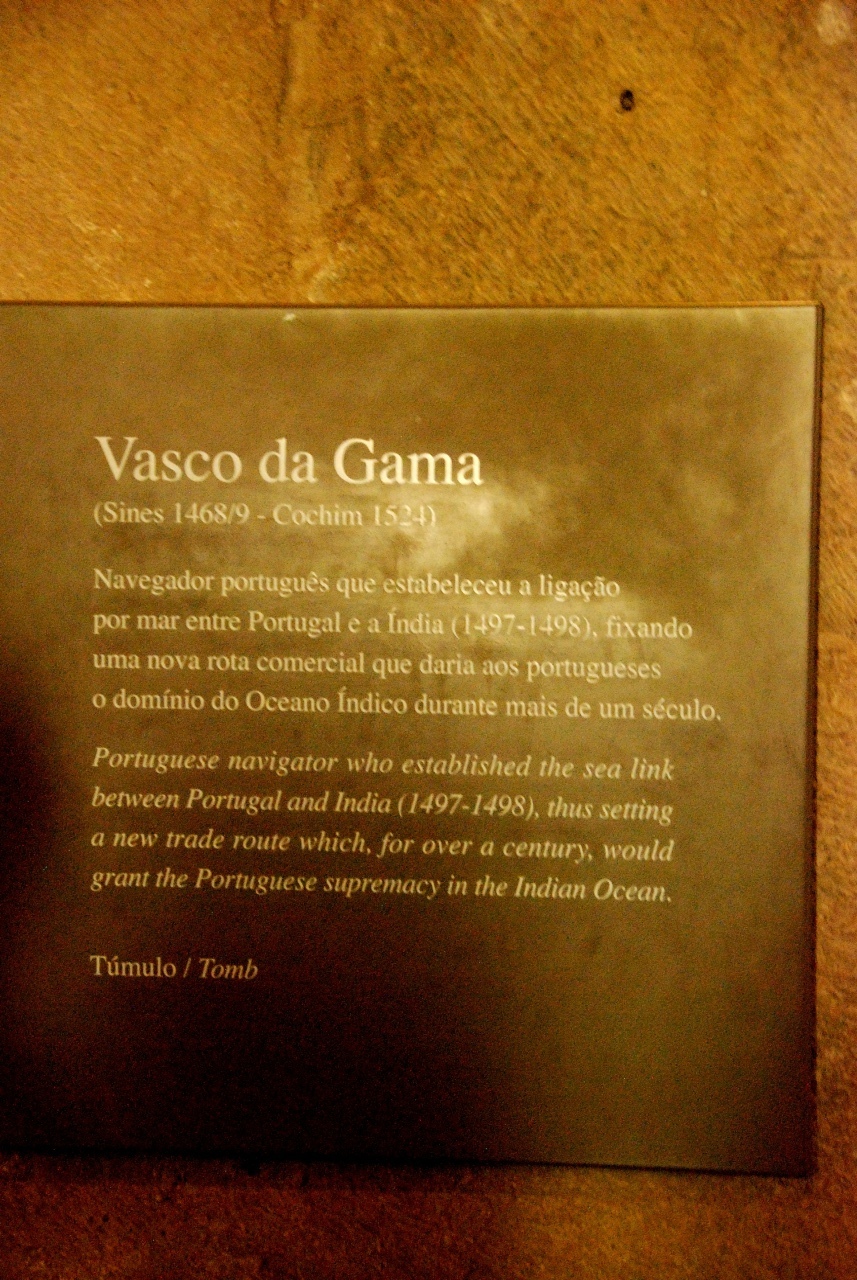 Vasco da Gama
(Sines 1468/9 - Cochim 1524)
Navegador português que estabeleceu a ligação
por mar entre Portugal e a Índia (1497-1498), fixando
uma nova rota comercial que daria aos portugueses
o domínio do Oceano Índico durante mais de um século.
Portuguese navigator who established the sea link
between Portugal and India (1497-1498), thus setting
a new trade route which, for over a century, would
grant the Portuguese supremacy in the Indian Ocean.
Túmulo / Tomb